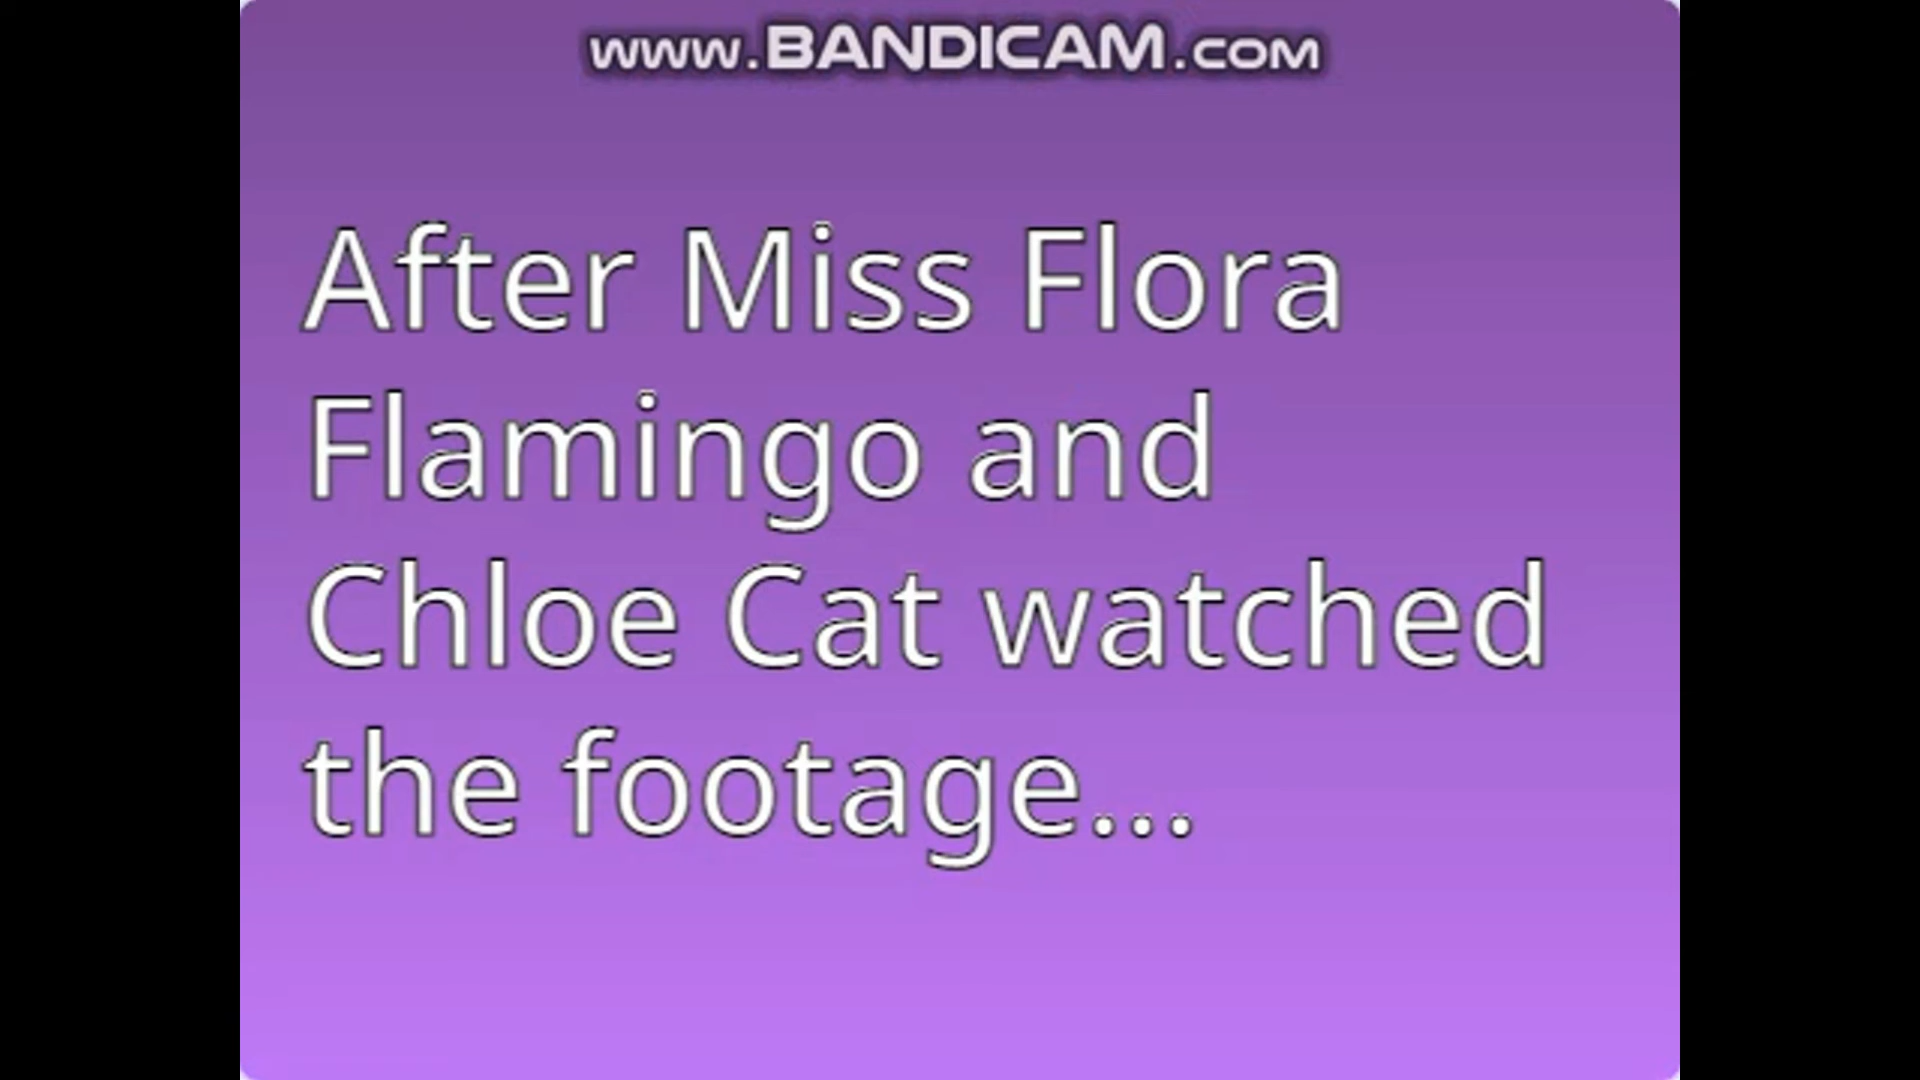 www.BANDICAM.com
After Miss Flora
Flamingo and
Chloe Cat watched
the footage...